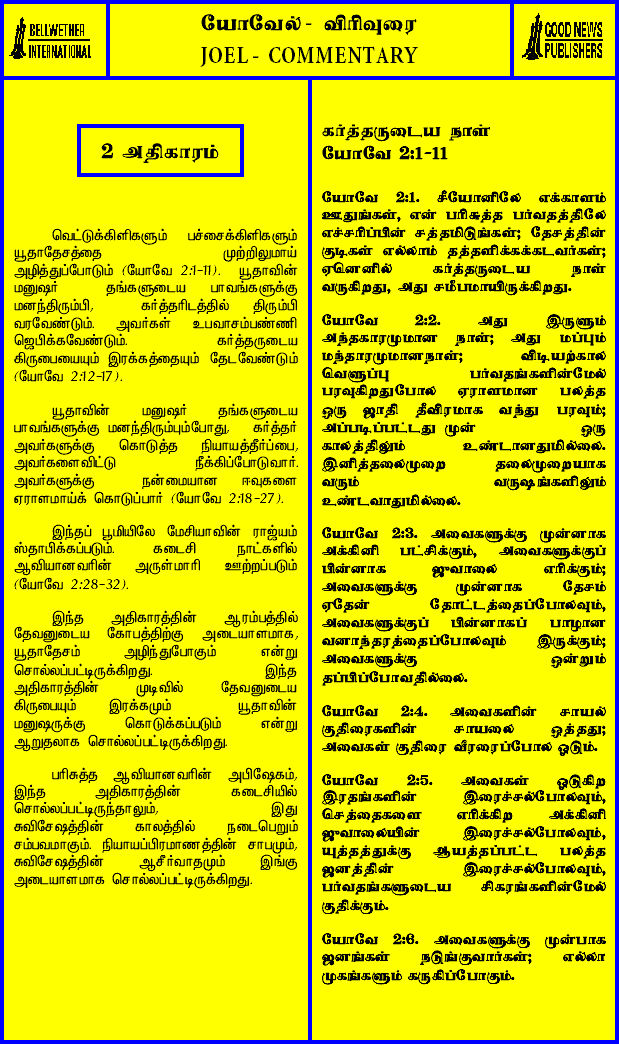 BELLWETHER
INTERNATIONAL
யோவேல் - விரிவுரை
JOEL - COMMENTARY
GOOD NEWS
PUBLISHERS
2 அதிகாரம்
வெட்டுக்கிளிகளும் பச்சைக்கிளிகளும்
யூதாதேசத்தை முற்றிலுமாய்
அழித்துப்போடும் (யோவே 2:1-11). யூதாவின்
மனுஷர் தங்களுடைய பாவங்களுக்கு
மனந்திரும்பி, கர்த்தரிடத்தில் திரும்பி
வரவேண்டும். அவர்கள் உபவாசம்பண்ணி
ஜெபிக்கவேண்டும். கர்த்தருடைய
கிருபையையும் இரக்கத்தையும் தேடவேண்டும்
(யோவே 2:12-17).
யூதாவின் மனுஷர் தங்களுடைய
பாவங்களுக்கு மனந்திரும்பும்போது, கர்த்தர்
அவர்களுக்கு கொடுத்த நியாயத்தீர்ப்பை,
அவர்களைவிட்டு நீக்கிப்போடுவார்.
அவர்களுக்கு நன்மையான ஈவுகளை
ஏராளமாய்க் கொடுப்பார் (யோவே 2:18-27).
இந்தப் பூமியிலே மேசியாவின் ராஜ்யம்
ஸ்தாபிக்கப்படும். கடைசி நாட்களில்
ஆவியானவரின் அருள்மாரி ஊற்றப்படும்
(யோவே 2:28-32).
இந்த அதிகாரத்தின் ஆரம்பத்தில்
தேவனுடைய கோபத்திற்கு அடையாளமாக,
யூதாதேசம் அழிந்துபோகும் என்று
சொல்லப்பட்டிருக்கிறது. இந்த
அதிகாரத்தின் முடிவில் தேவனுடைய
கிருபையும் இரக்கமும் யூதாவின்
மனுஷருக்கு கொடுக்கப்படும் என்று
ஆறுதலாக சொல்லப்பட்டிருக்கிறது.
பரிசுத்த ஆவியானவரின் அபிஷேகம்,
இந்த அதிகாரத்தின் கடைசியில்
சொல்லப்பட்டிருந்தாலும், இது
சுவிசேஷத்தின் காலத்தில் நடைபெறும்
சம்பவமாகும். நியாயப்பிரமாணத்தின் சாபமும்,
சுவிசேஷத்தின் ஆசீர்வாதமும் இங்கு
அடையாளமாக சொல்லப்பட்டிருக்கிறது.
கர்த்தருடைய நாள்
யோவே 2:1-11
யோவே 2:1. சீயோனிலே எக்காளம்
ஊதுங்கள், என் பரிசுத்த பர்வதத்திலே
எச்சரிப்பின் சத்தமிடுங்கள்; தேசத்தின்
குடிகள் எல்லாம் தத்தளிக்கக்கடவர்கள்;
ஏனெனில் கர்த்தருடைய நாள்
வருகிறது, அது சமீபமாயிருக்கிறது.
யோவே 2:2. அது இருளும்
அந்தகாரமுமான நாள்; அது மப்பும்
மந்தாரமுமானநாள்; விடியற்கால
வெளுப்பு பர்வதங்களின்மேல்
பரவுகிறதுபோல ஏராளமான பலத்த
ஒரு ஜாதி தீவிரமாக வந்து பரவும்;
அப்படிப்பட்டது முன் ஒரு
காலத்திலும் உண்டானதுமில்லை.
இனித்தலைமுறை தலைமுறையாக
வரும் வருஷங்களிலும்
உண்டவாதுமில்லை.
யோவே 2:3. அவைகளுக்கு முன்னாக
அக்கினி பட்சிக்கும், அவைகளுக்குப்
பின்னாக ஜுவாலை எரிக்கும்;
அவைகளுக்கு முன்னாக தேசம்
ஏதேன் தோட்டத்தைப்போலவும்,
அவைகளுக்குப் பின்னாகப் பாழான
வனாந்தரத்தைப்போலவும் இருக்கும்;
அவைகளுக்கு ஒன்றும்
தப்பிப்போவதில்லை.
யோவே 2:4. அவைகளின் சாயல்
குதிரைகளின் சாயலை ஒத்தது;
அவைகள் குதிரை வீரரைப்போல ஓடும்.
யோவே 2:5. அவைகள் ஓடுகிற
இரதங்களின் இரைச்சல்போலவும்,
செத்தைகளை எரிக்கிற அக்கினி
ஜுவாலையின் இரைச்சல்போலவும்,
யுத்தத்துக்கு ஆயத்தப்பட்ட பலத்த
ஜனத்தின் இரைச்சல்போலவும்,
பர்வதங்களுடைய சிகரங்களின்மேல்
குதிக்கும்.
யோவே 2:6. அவைகளுக்கு முன்பாக
ஜனங்கள் நடுங்குவார்கள்; எல்லா
முகங்களும் கருகிப்போகும்.